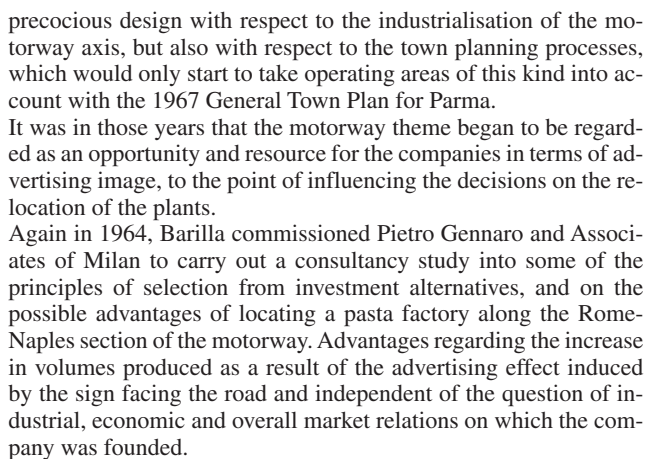 precocious design with respect to the industrialisation of the mo-
torway axis, but also with respect to the town planning processes,
which would only start to take operating areas of this kind into ac-
count with the 1967 General Town Plan for Parma.
It was in those years that the motorway theme began to be regard-
ed as an opportunity and resource for the companies in terms of ad-
vertising image, to the point of influencing the decisions on the re-
location of the plants.
Again in 1964, Barilla commissioned Pietro Gennaro and Associ-
ates of Milan to carry out a consultancy study into some of the
principles of selection from investment alternatives, and on the
possible advantages of locating a pasta factory along the Rome-
Naples section of the motorway. Advantages regarding the increase
in volumes produced as a result of the advertising effect induced
by the sign facing the road and independent of the question of in-
dustrial, economic and overall market relations on which the com-
pany was founded.